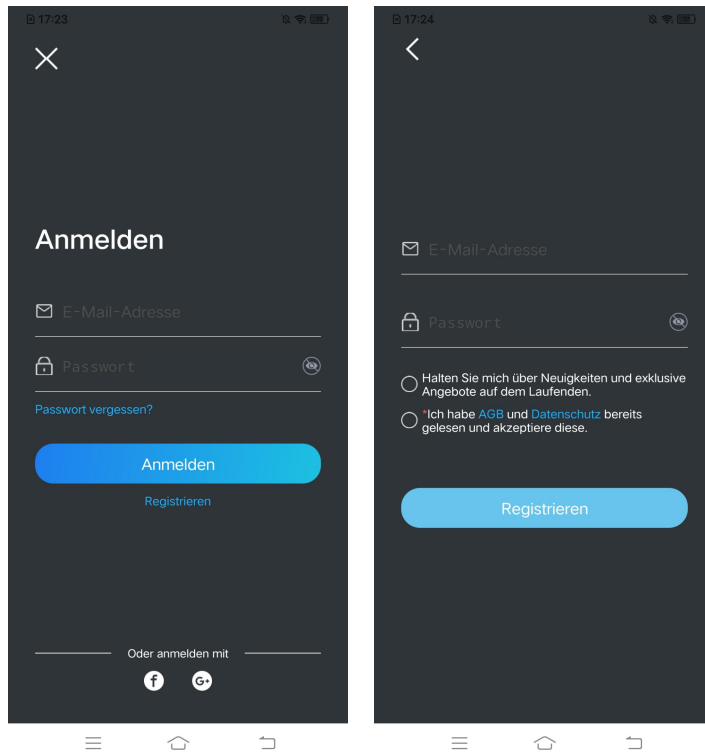 17:23
Anmelden
E-Mail-Adresse
Passwort
Passwort vergessen?
Anmelden
Registrieren
Oder anmelden mit
f
G+
17:24
E-Mail-Adresse
Passwort
Halten Sie mich über Neuigkeiten und exklusive
Angebote auf dem Laufenden.
*Ich habe AGB und Datenschutz bereits
gelesen und akzeptiere diese.
Registrieren